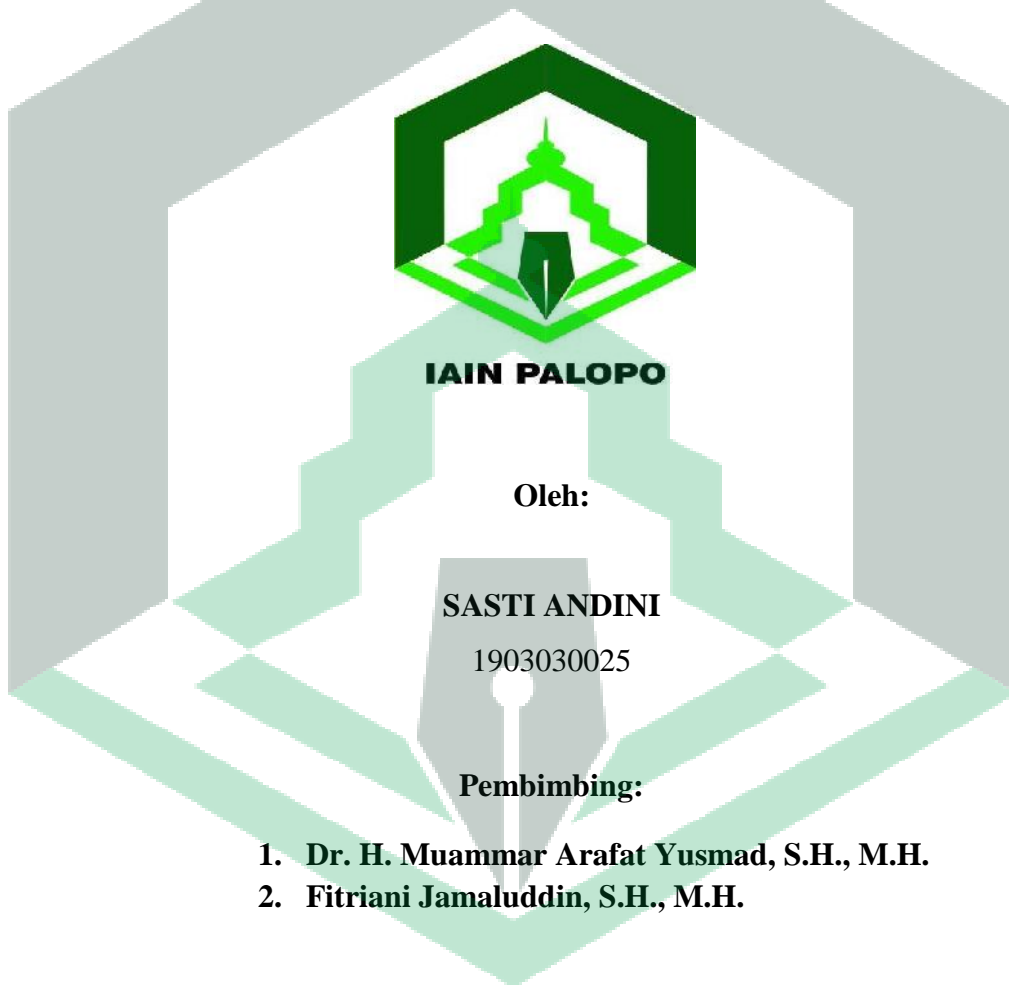 IAIN PALOPO
Oleh:
SASTI ANDINI
1903030025
Pembimbing:
1. Dr. H. Muammar Arafat Yusmad, S.H., M.H.
2. Fitriani Jamaluddin, S.H., M.H.